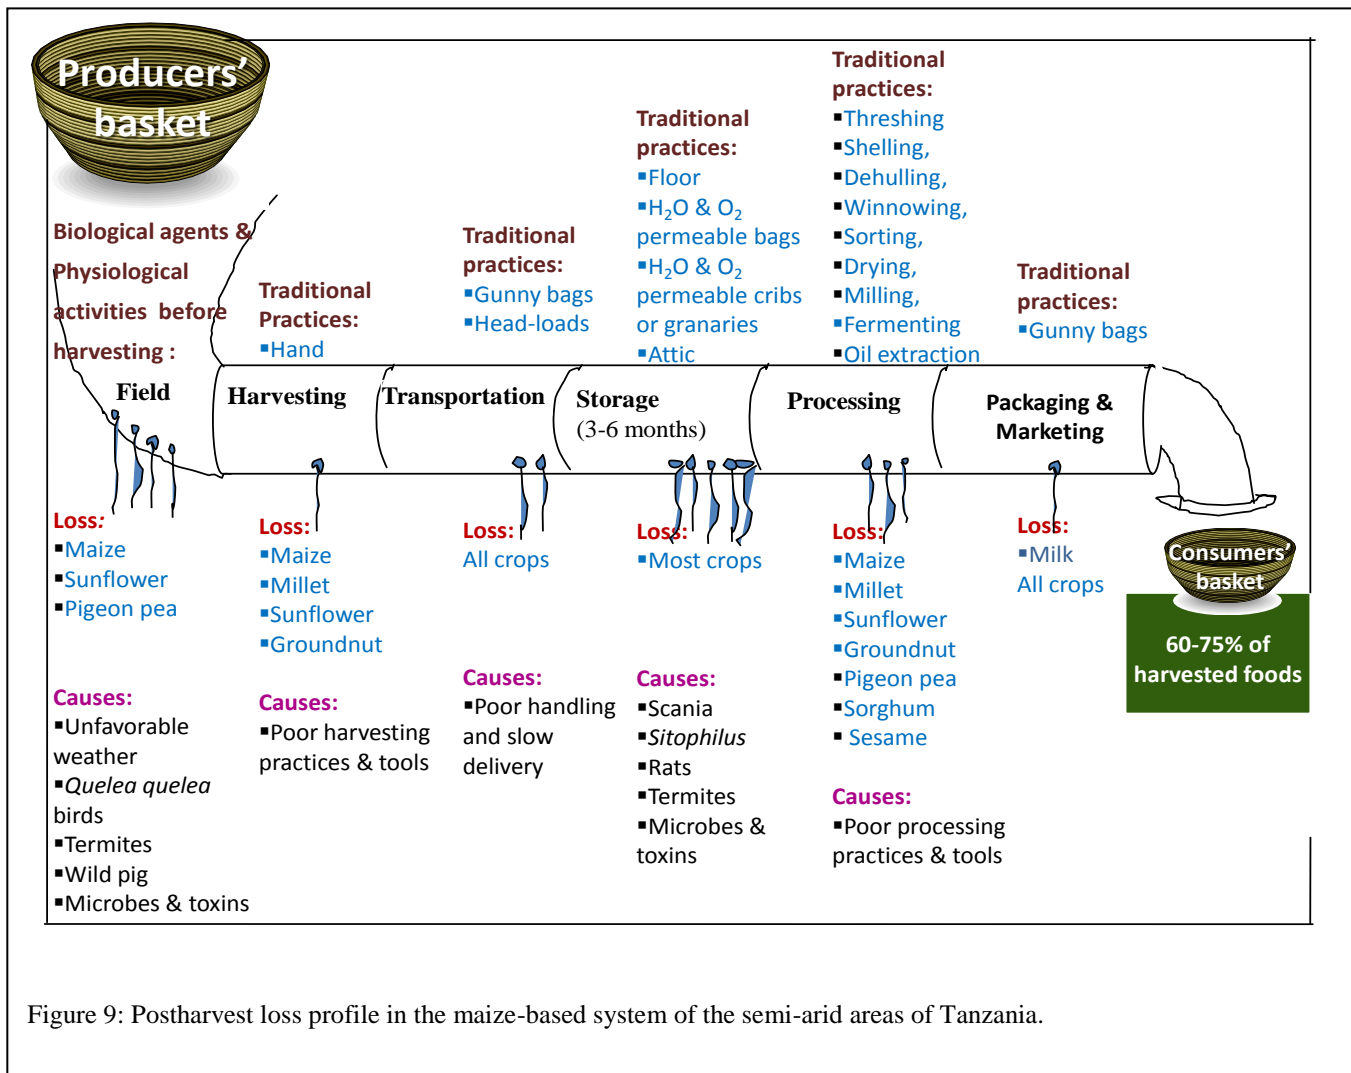 Producers'
basket
Biological agents &
Physiological
activities before
harvesting :
Field
Loss:
▪Maize
▪Sunflower
▪Pigeon pea
Causes:
▪Unfavorable
weather
▪Quelea quelea
birds
▪Termites
▪Wild pig
▪Microbes & toxins
Traditional
Practices:
▪Hand
Harvesting
Loss:
▪Maize
▪Millet
▪Sunflower
▪Groundnut
Causes:
▪Poor harvesting
practices & tools
Traditional
practices:
▪Gunny bags
▪Head-loads
Transportation
Loss:
All crops
Causes:
▪Poor handling
and slow
delivery
Traditional
practices:
▪Floor
▪H₂O & O₂
permeable bags
▪H₂O & O₂
permeable cribs
or granaries
▪Attic
Storage
(3-6 months)
Loss:
▪Most crops
Causes:
▪Scania
▪Sitophilus
▪Rats
▪Termites
▪Microbes &
toxins
Traditional
practices:
▪Threshing
▪Shelling,
▪Dehulling,
▪Winnowing,
▪Sorting,
▪Drying,
▪Milling,
▪Fermenting
▪Oil extraction
Processing
Loss:
▪Maize
▪Millet
▪Sunflower
▪Groundnut
▪Pigeon pea
▪Sorghum
▪ Sesame
Causes:
▪Poor processing
practices & tools
Traditional
practices:
▪Gunny bags
Packaging &
Marketing
Loss:
▪Milk
All crops
Consumers'
basket
60-75% of
harvested foods
Figure 9: Postharvest loss profile in the maize-based system of the semi-arid areas of Tanzania.